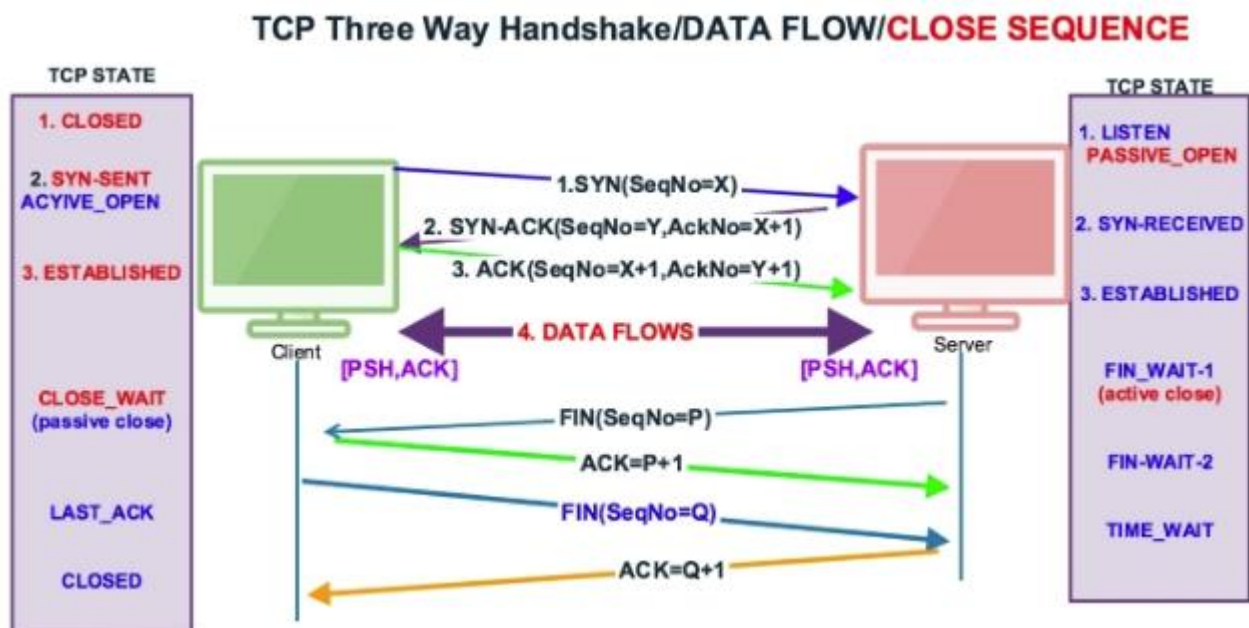 TCP Three Way Handshake/DATA FLOW/CLOSE SEQUENCE
TCP STATE
1. CLOSED
2. SYN-SENT
ACYIVE_OPEN
3. ESTABLISHED
CLOSE_WAIT
(passive close)
LAST_ACK
CLOSED
1.SYN(SeqNo=X)
2. SYN-ACK(SeqNo=Y,AckNo=X+1)
3. ACK(SeqNo=X+1,AckNo=Y+1)
4. DATA FLOWS
Client
Server
[PSH,ACK]
[PSH,ACK]
FIN(SeqNo=P)
ACK=P+1
FIN(SeqNo=Q)
ACK=Q+1
TCP STATE
1. LISTEN
PASSIVE_OPEN
2. SYN-RECEIVED
3. ESTABLISHED
FIN_WAIT-1
(active close)
FIN-WAIT-2
TIME_WAIT